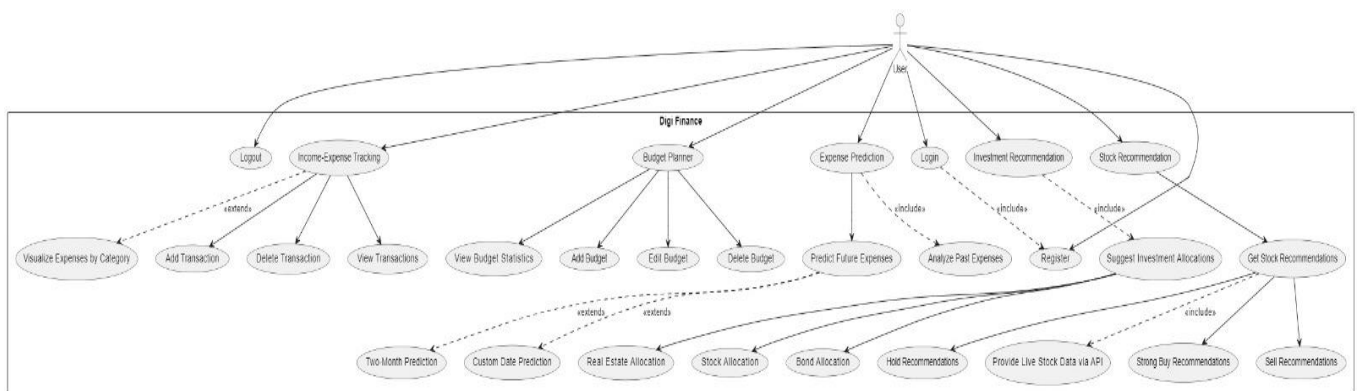 User
Digi Finance
Logout
Income-Expense Tracking
Budget Planner
Expense Prediction
Login
Investment Recommendation
Stock Recommendation
«extend»
«include»
«include»
«include»
Visualize Expenses by Category
Add Transaction
Delete Transaction
View Transactions
View Budget Statistics
Add Budget
Edit Budget
Delete Budget
Predict Future Expenses
Analyze Past Expenses
Register
Suggest Investment Allocations
Get Stock Recommendations
«extend»
«extend»
«include»
Two-Month Prediction
Custom Date Prediction
Real Estate Allocation
Stock Allocation
Bond Allocation
Hold Recommendations
Provide Live Stock Data via API
Strong Buy Recommendations
Sell Recommendations